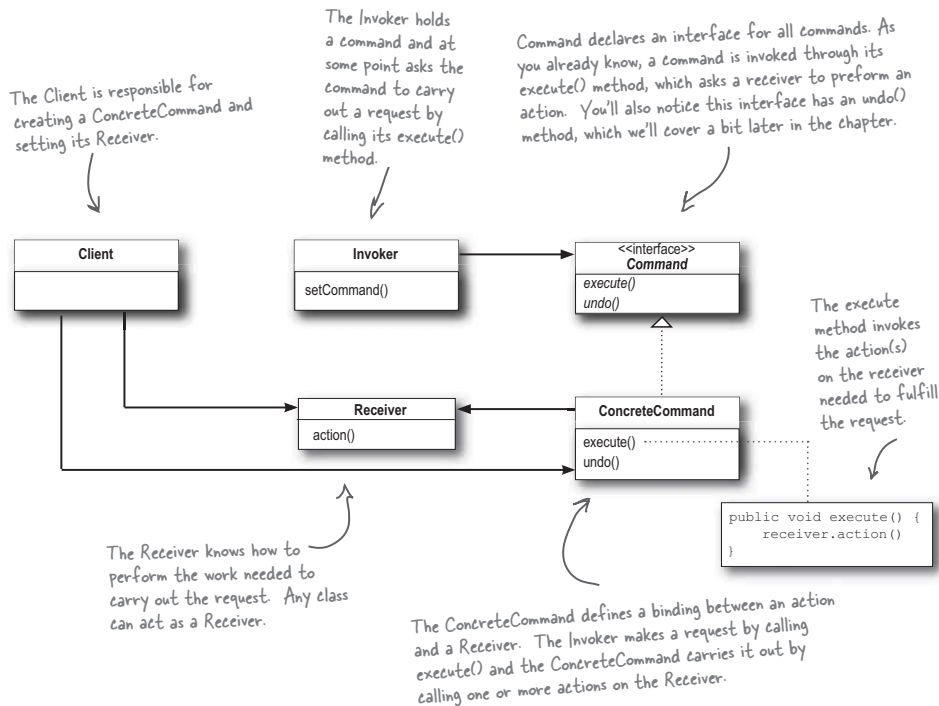 The Client is responsible for
creating a ConcreteCommand and
setting its Receiver.
The Invoker holds
a command and at
some point asks the
command to carry
out a request by
calling its execute()
method.
Command declares an interface for all commands. As
you already know, a command is invoked through its
execute() method, which asks a receiver to preform an
action. You'll also notice this interface has an undo()
method, which we'll cover a bit later in the chapter.
Client
Invoker
setCommand()
<<interface>>
Command
execute()
undo()
The execute
method invokes
the action(s)
on the receiver
needed to fulfill
the request.
Receiver
action()
ConcreteCommand
execute()
undo()
public void execute() {
receiver.action()
}
The Receiver knows how to
perform the work needed to
carry out the request. Any class
can act as a Receiver.
The ConcreteCommand defines a binding between an action
and a Receiver. The Invoker makes a request by calling
execute() and the ConcreteCommand carries it out by
calling one or more actions on the Receiver.